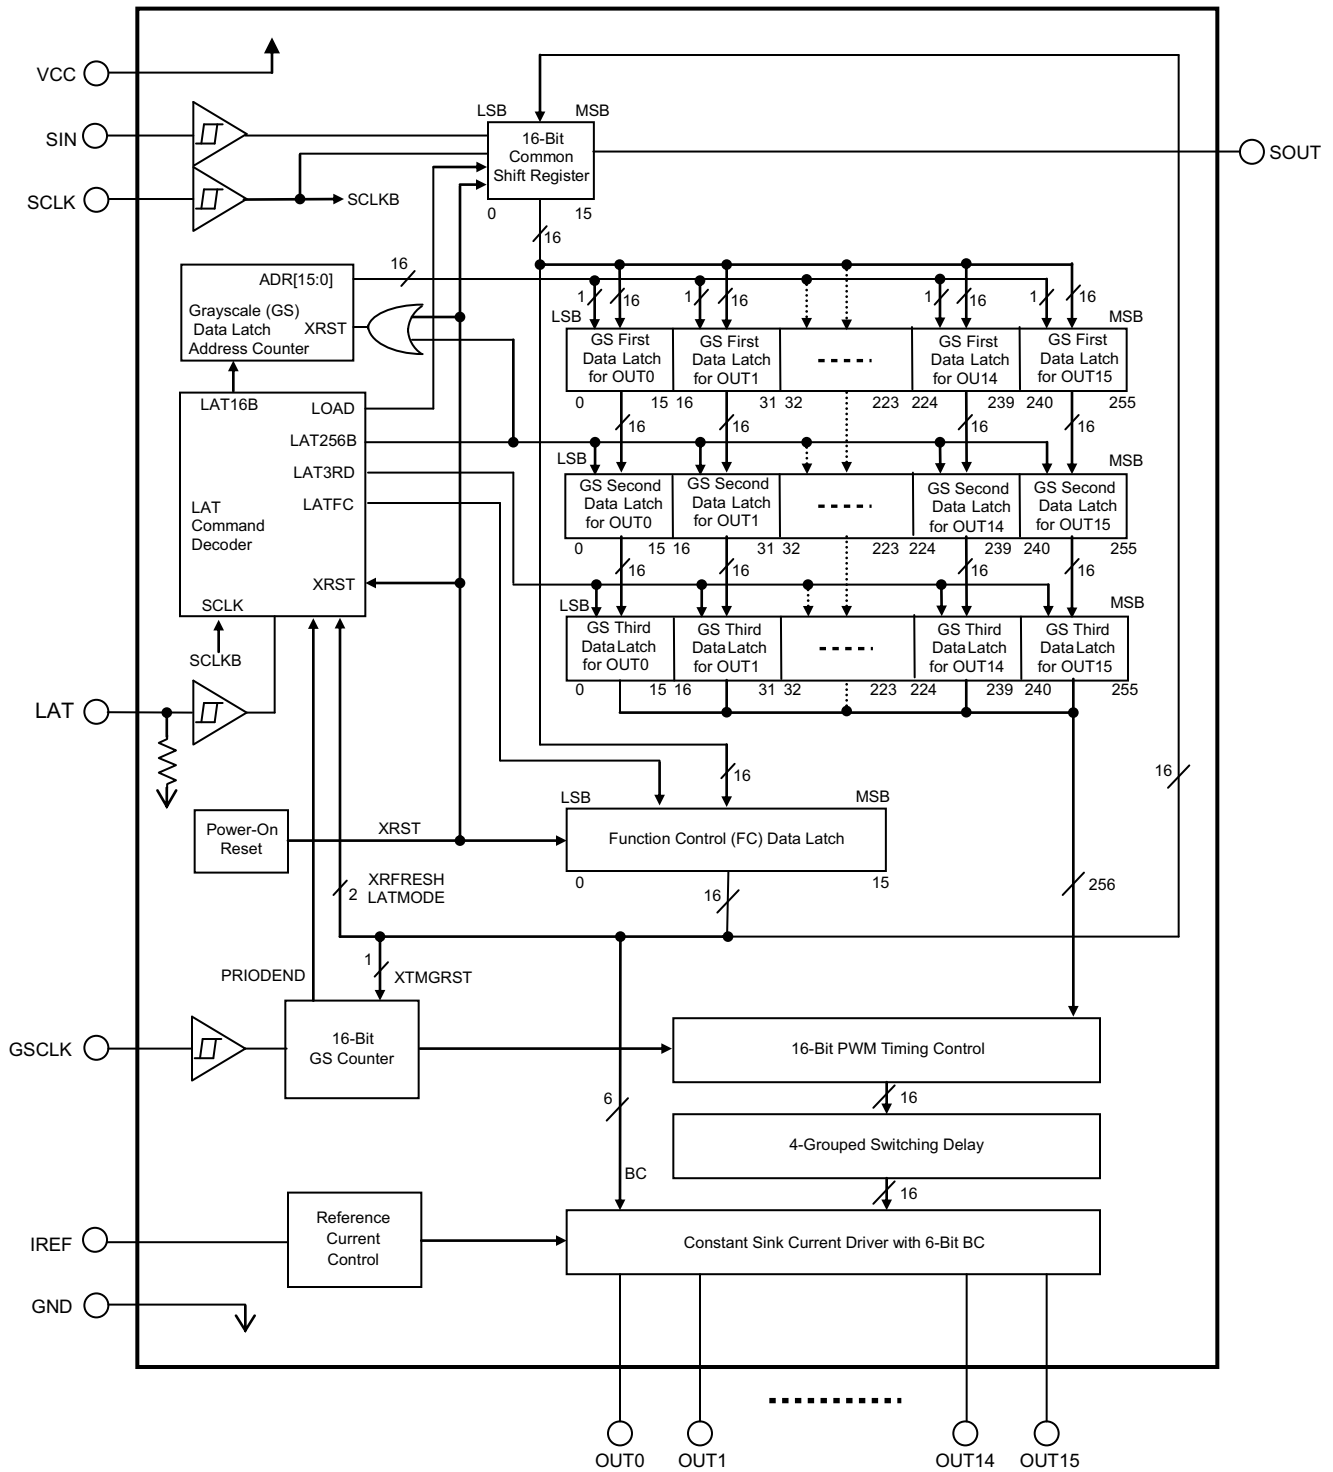 VCC
SIN
SCLK
SCLKB
LSB MSB
16-Bit
Common
Shift Register
0 15
SOUT
16
16
ADR[15:0]
Grayscale (GS)
Data Latch
Address Counter
XRST
1 16 1 16 1 16 1 16
LSB MSB
GS First
Data Latch
for OUT0
GS First
Data Latch
for OUT1
GS First
Data Latch
for OU14
GS First
Data Latch
for OUT15
0 15 16 31 32 223 224 239 240 255
16 16 16 16
LAT16B
LOAD
LAT256B
LAT3RD
LATFC
LAT
Command
Decoder
XRST
SCLK
SCLKB
LSB MSB
GS Second
Data Latch
for OUT0
GS Second
Data Latch
for OUT1
GS Second
Data Latch
for OUT14
GS Second
Data Latch
for OUT15
0 15 16 31 32 223 224 239 240 255
16 16 16 16
LSB MSB
GS Third
Data Latch
for OUT0
GS Third
Data Latch
for OUT1
GS Third
Data Latch
for OUT14
GS Third
Data Latch
for OUT15
0 15 16 31 32 223 224 239 240 255
LAT
16
16
LSB MSB
Power-On
Reset
XRST
Function Control (FC) Data Latch
0 15
16
256
2
XRFRESH
LATMODE
PRIODEND
1
XTMGRST
GSCLK
16-Bit
GS Counter
16-Bit PWM Timing Control
16
6
4-Grouped Switching Delay
BC
16
IREF
Reference
Current
Control
Constant Sink Current Driver with 6-Bit BC
GND
OUT0 OUT1 OUT14 OUT15